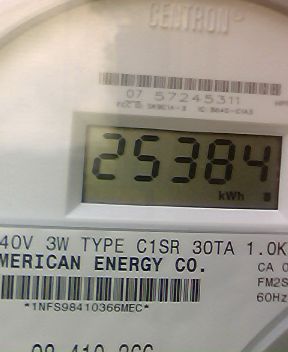 CENTRON
07 57245311
25384
kWh
40V 3W TYPE C1SR 30TA 1.0K
MERICAN ENERGY CO.
CA 0
FM2S
60Hz
*1NFS98410366MEC*